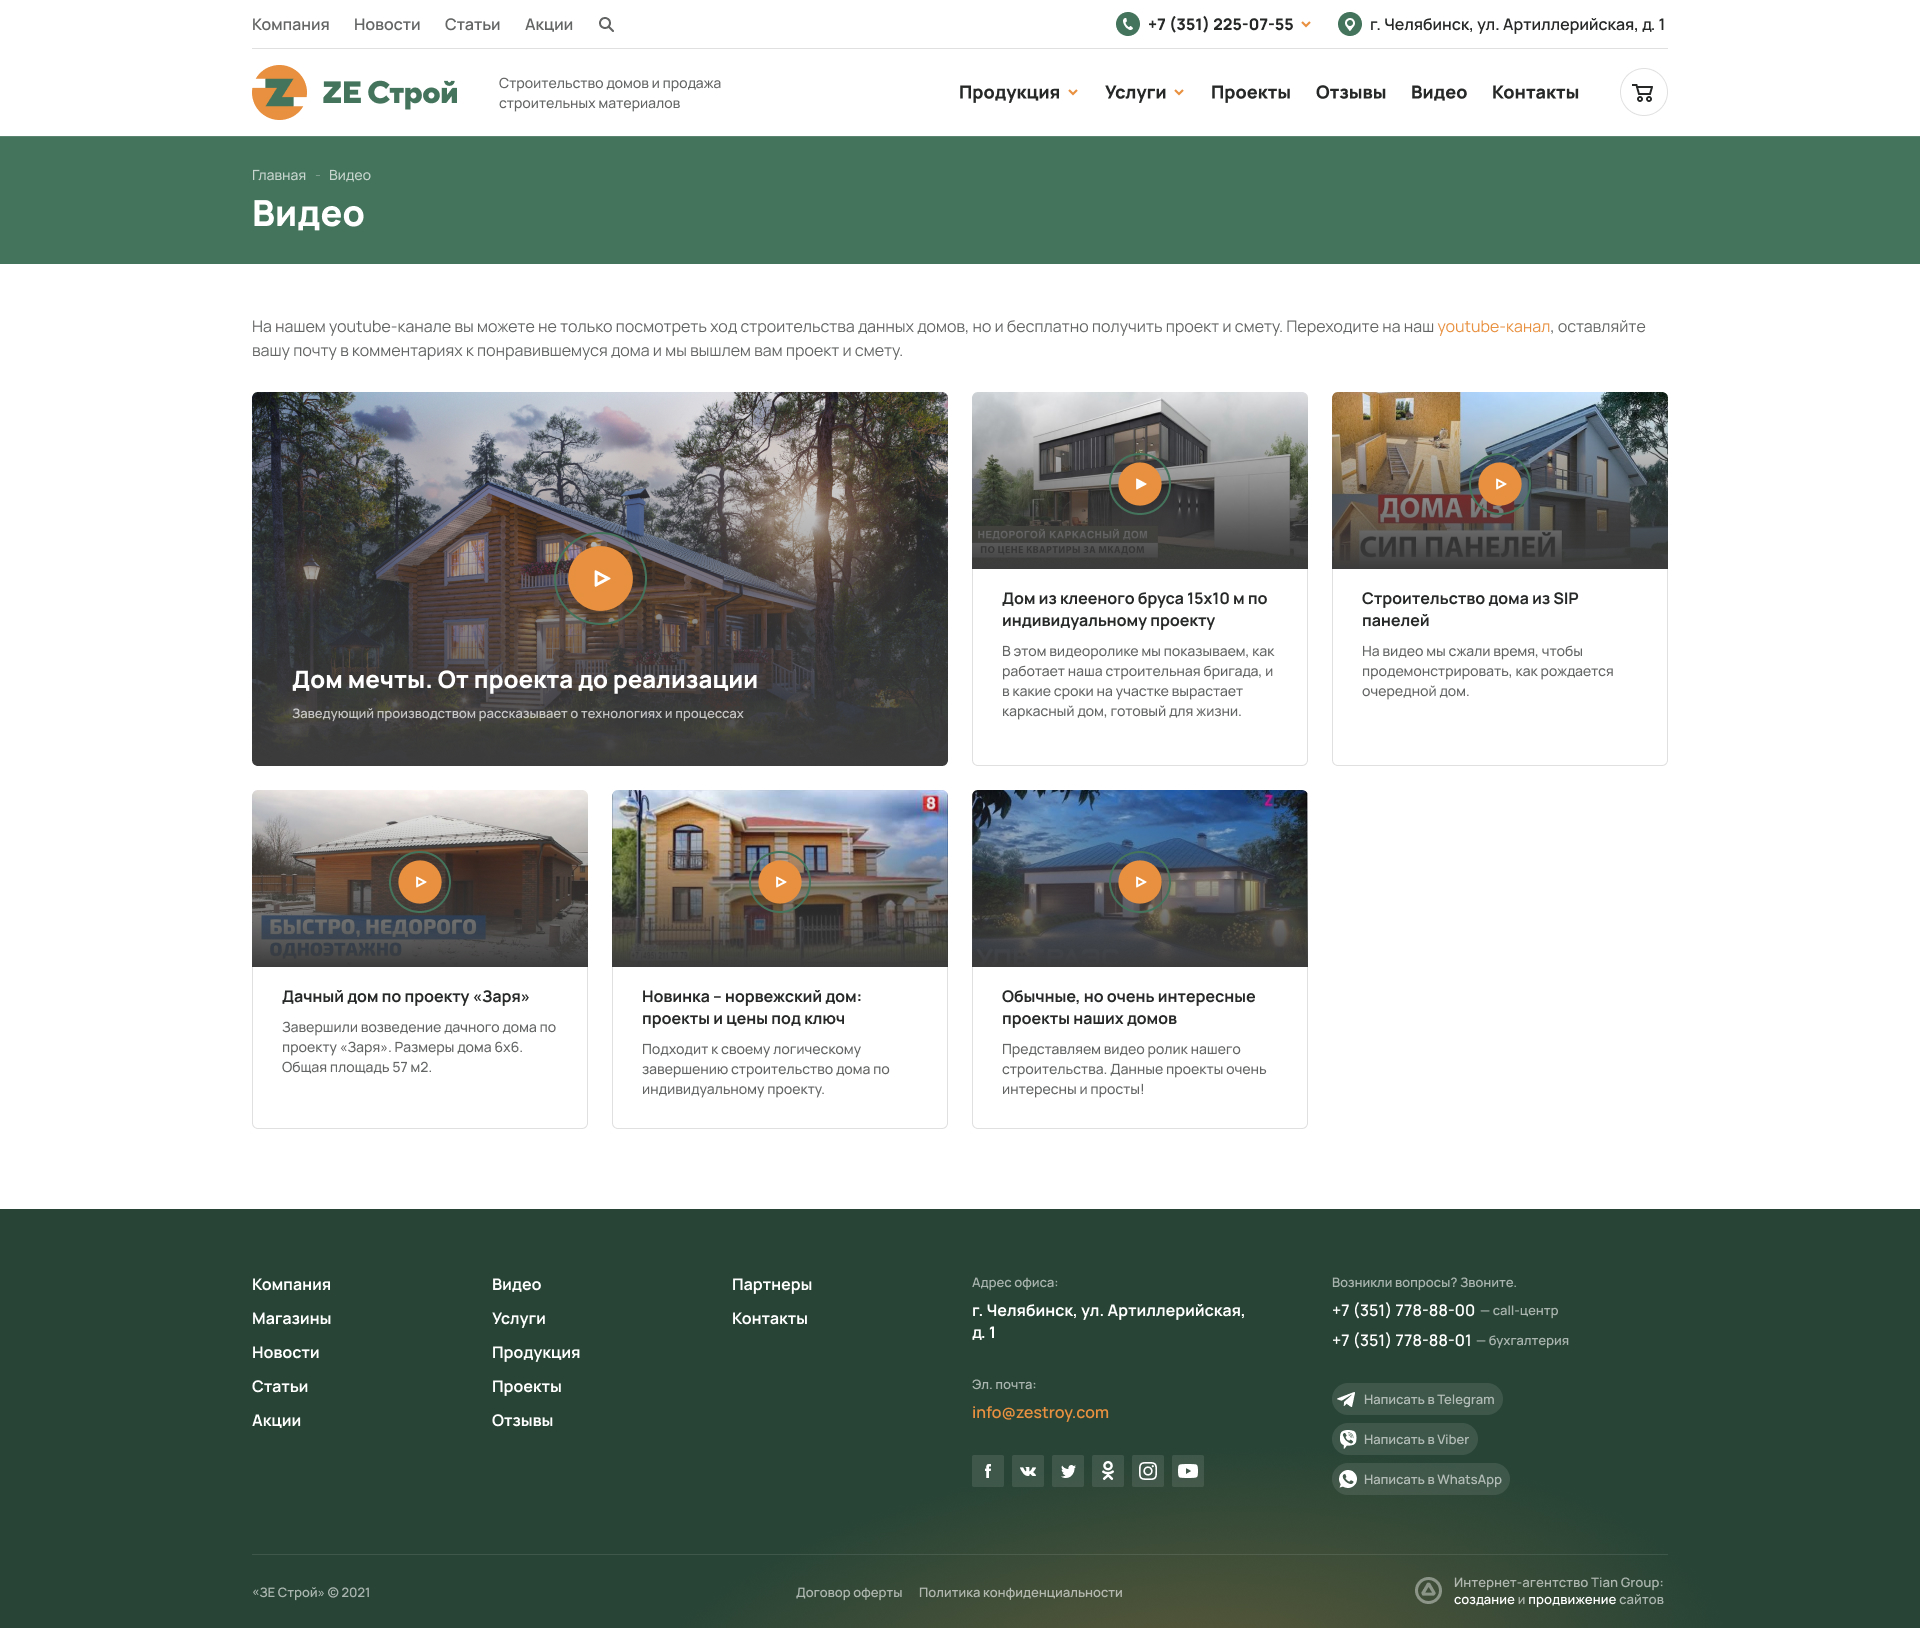 Компания Новости Статьи Акции +7 (351) 225-07-55 г. Челябинск, ул. Артиллерийская, д. 1
ZE Строй
Строительство домов и продажа
строительных материалов
Продукция Услуги Проекты Отзывы Видео Контакты
Главная - Видео
Видео
На нашем youtube-канале вы можете не только посмотреть ход строительства данных домов, но и бесплатно получить проект и смету. Переходите на наш youtube-канал, оставляйте
вашу почту в комментариях к понравившемуся дома и мы вышлем вам проект и смету.
Дом мечты. От проекта до реализации
Заведующий производством рассказывает о технологиях и процессах
НЕДОРОГОЙ КАРКАСНЫЙ ДОМ
ПО ЦЕНЕ КВАРТИРЫ ЗА МКАДОМ
Дом из клееного бруса 15х10 м по
индивидуальному проекту
В этом видеоролике мы показываем, как
работает наша строительная бригада, и
в какие сроки на участке вырастает
каркасный дом, готовый для жизни.
ДОМА ИЗ
СИП ПАНЕЛЕЙ
Строительство дома из SIP
панелей
На видео мы сжали время, чтобы
продемонстрировать, как рождается
очередной дом.
БЫСТРО, НЕДОРОГО
ОДНОЭТАЖНО
Дачный дом по проекту «Заря»
Завершили возведение дачного дома по
проекту «Заря». Размеры дома 6х6.
Общая площадь 57 м2.
8
Новинка – норвежский дом:
проекты и цены под ключ
Подходит к своему логическому
завершению строительство дома по
индивидуальному проекту.
Обычные, но очень интересные
проекты наших домов
Представляем видео ролик нашего
строительства. Данные проекты очень
интересны и просты!
Компания
Магазины
Новости
Статьи
Акции
Видео
Услуги
Продукция
Проекты
Отзывы
Партнеры
Контакты
Адрес офиса:
г. Челябинск, ул. Артиллерийская,
д. 1
Эл. почта:
info@zestroy.com
Возникли вопросы? Звоните.
+7 (351) 778-88-00 — call-центр
+7 (351) 778-88-01 — бухгалтерия
Написать в Telegram
Написать в Viber
Написать в WhatsApp
«ЗЕ Строй» © 2021
Договор оферты Политика конфиденциальности
Интернет-агентство Tian Group:
создание и продвижение сайтов